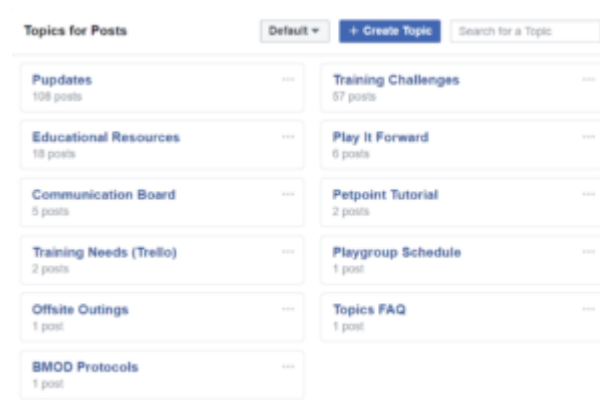 Topics for Posts
Default
+ Create Topic
Search for a Topic
Pupdates
108 posts
Training Challenges
57 posts
Educational Resources
18 posts
Play It Forward
6 posts
Communication Board
5 posts
Petpoint Tutorial
2 posts
Training Needs (Trello)
2 posts
Playgroup Schedule
1 post
Offsite Outings
1 post
Topics FAQ
1 post
BMOD Protocols
1 post